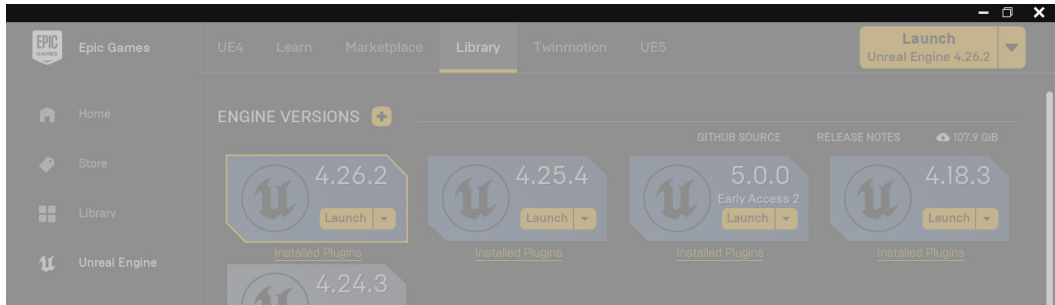 EPIC GAMES
Epic Games
UE4 Learn Marketplace Library Twinmotion UE5
Launch
Unreal Engine 4.26.2
Home
Store
Library
Unreal Engine
ENGINE VERSIONS
GITHUB SOURCE RELEASE NOTES 107.9 GiB
4.26.2
Launch
Installed Plugins
4.25.4
Launch
Installed Plugins
5.0.0
Early Access 2
Launch
Installed Plugins
4.18.3
Launch
Installed Plugins
4.24.3